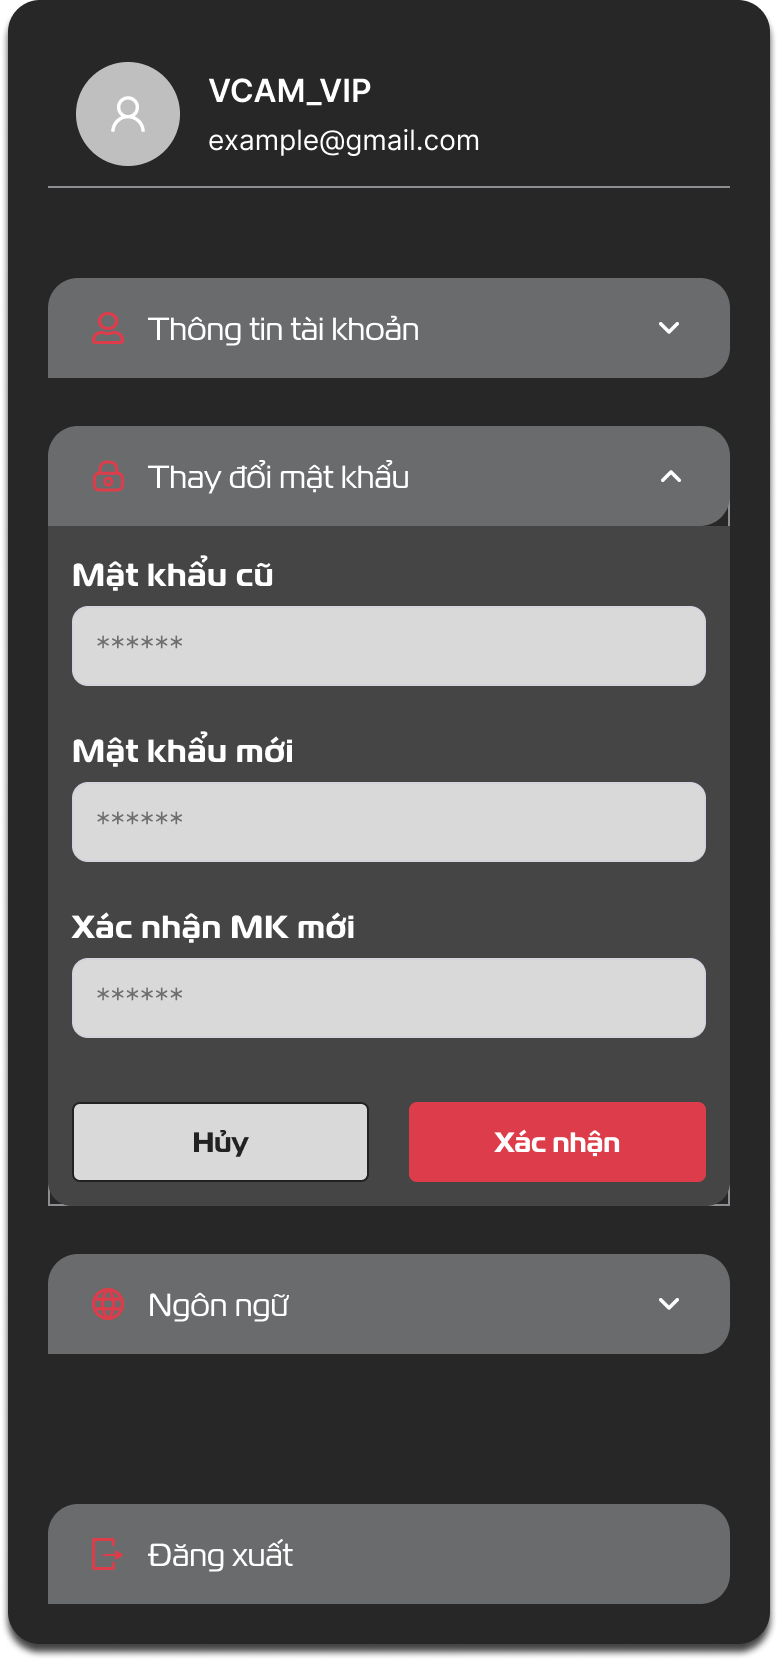 VCAM_VIP
example@gmail.com
Thông tin tài khoản
Thay đổi mật khẩu
Mật khẩu cũ
******
Mật khẩu mới
******
Xác nhận MK mới
******
Hủy
Xác nhận
Ngôn ngữ
Đăng xuất